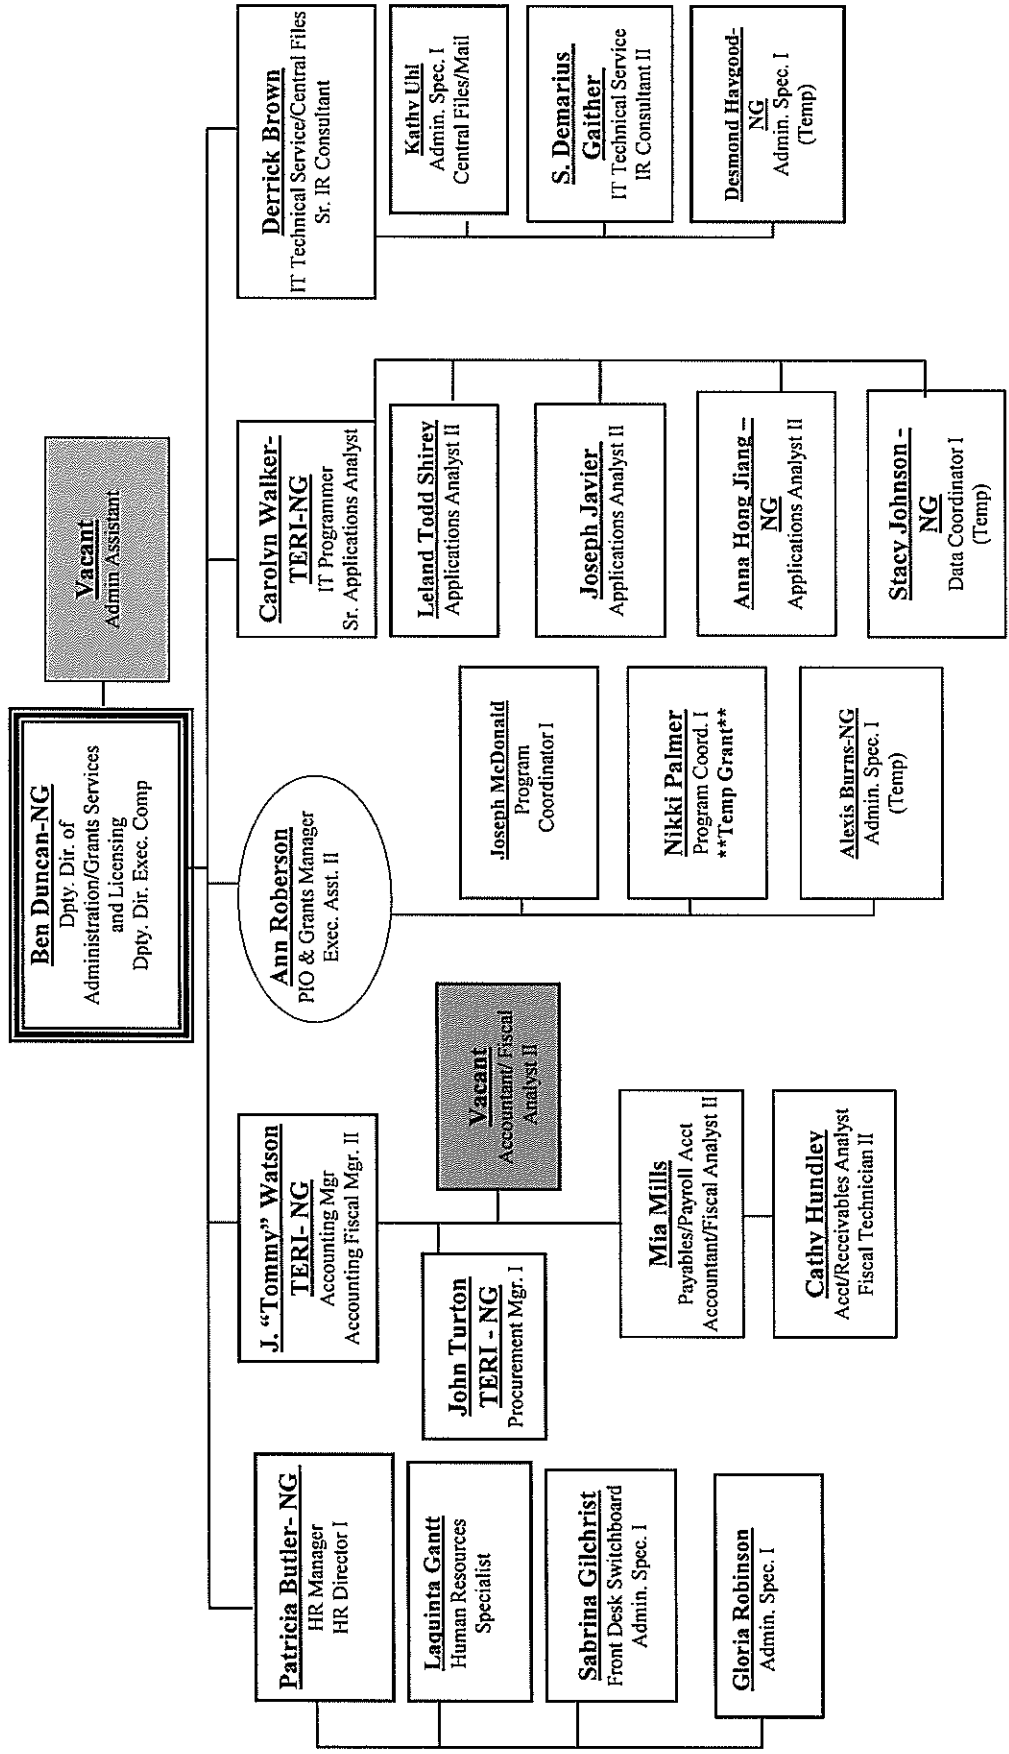 Ben Duncan-NG
Dpty. Dir. of
Administration/Grants Services
and Licensing
Dpty. Dir. Exec. Comp
Vacant
Admin Assistant
Patricia Butler- NG
HR Manager
HR Director I
Laquinta Gantt
Human Resources
Specialist
Sabrina Gilchrist
Front Desk Switchboard
Admin. Spec. I
Gloria Robinson
Admin. Spec. I
J. “Tommy” Watson
TERI- NG
Accounting Mgr
Accounting Fiscal Mgr. II
John Turton
TERI - NG
Procurement Mgr. I
Vacant
Accountant/ Fiscal
Analyst II
Mia Mills
Payables/Payroll Acct
Accountant/Fiscal Analyst II
Cathy Hundley
Acct/Receivables Analyst
Fiscal Technician II
Ann Roberson
PIO & Grants Manager
Exec. Asst. II
Joseph McDonald
Program
Coordinator I
Nikki Palmer
Program Coord. I
**Temp Grant**
Alexis Burns-NG
Admin. Spec. I
(Temp)
Carolyn Walker-
TERI-NG
IT Programmer
Sr. Applications Analyst
Leland Todd Shirey
Applications Analyst II
Joseph Javier
Applications Analyst II
Anna Hong Jiang –
NG
Applications Analyst II
Stacy Johnson -
NG
Data Coordinator I
(Temp)
Derrick Brown
IT Technical Service/Central Files
Sr. IR Consultant
Kathy Uhl
Admin. Spec. I
Central Files/Mail
S. Demarius
Gaither
IT Technical Service
IR Consultant II
Desmond Havgood-
NG
Admin. Spec. I
(Temp)